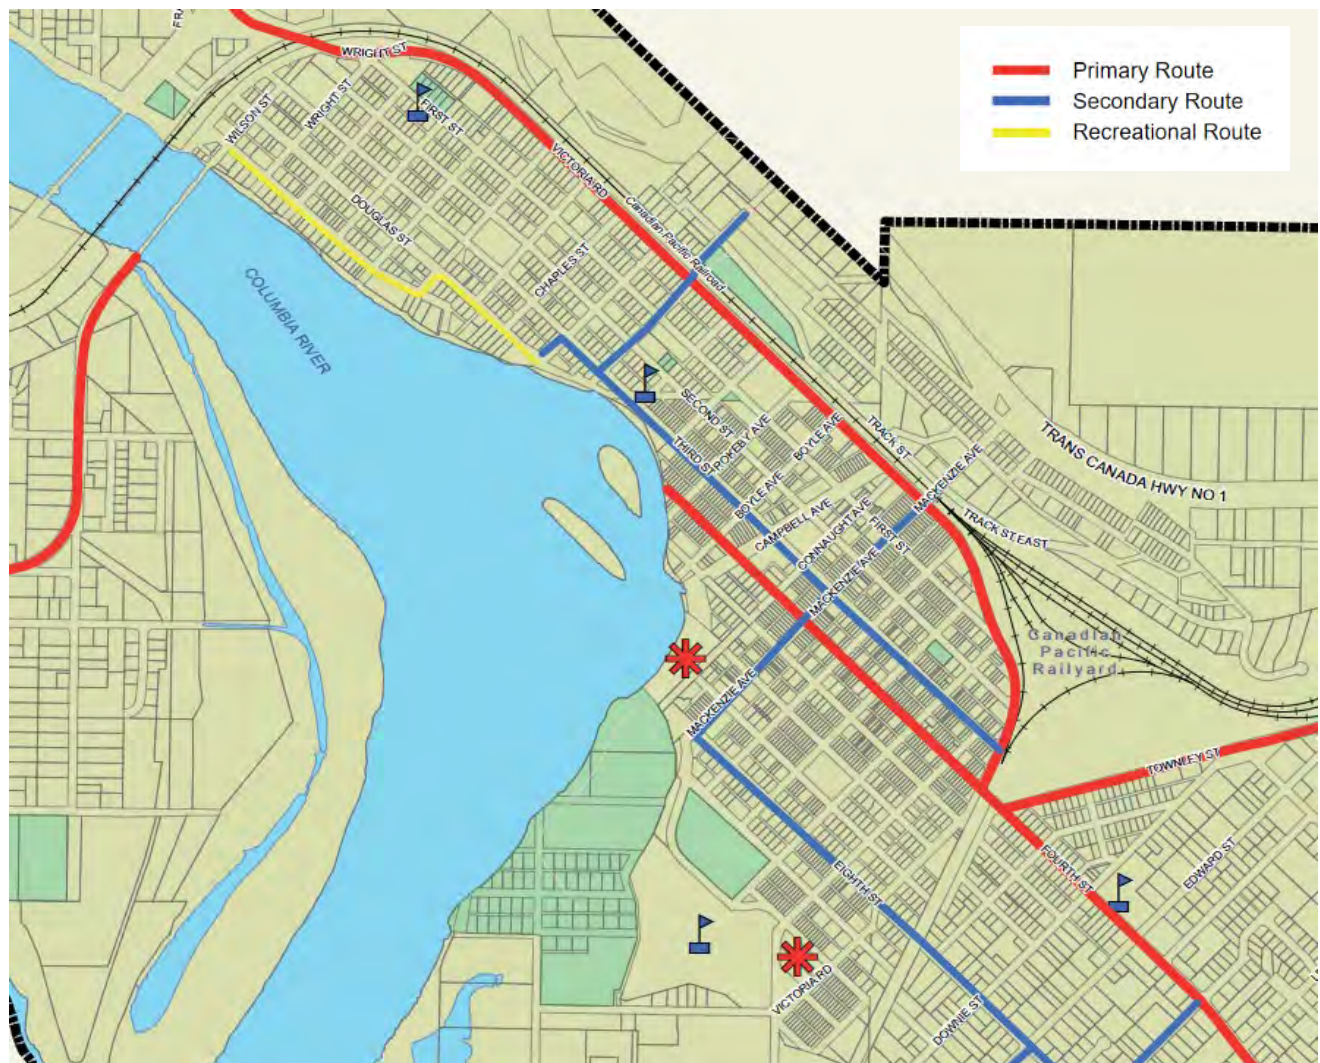 Primary Route
Secondary Route
Recreational Route
WRIGHT ST
WILSON ST
WRIGHT ST
FIRST ST
VICTORIA RD
Canadian Pacific Railroad
DOUGLAS ST
CHARLES ST
COLUMBIA RIVER
SECOND ST
THIRD ST
ROKEBY AVE
BOYLE AVE
BOYLE AVE
TRACK ST
MACKENZIE AVE
TRANS CANADA HWY NO 1
CAMPBELL AVE
CONNAUGHT AVE
FIRST ST
TRACK ST EAST
MACKENZIE AVE
Canadian
Pacific
Railyard
MACKENZIE AVE
TOWNLEY ST
FOURTH ST
EDWARD ST
EIGHTH ST
VICTORIA RD
DOWNIE ST